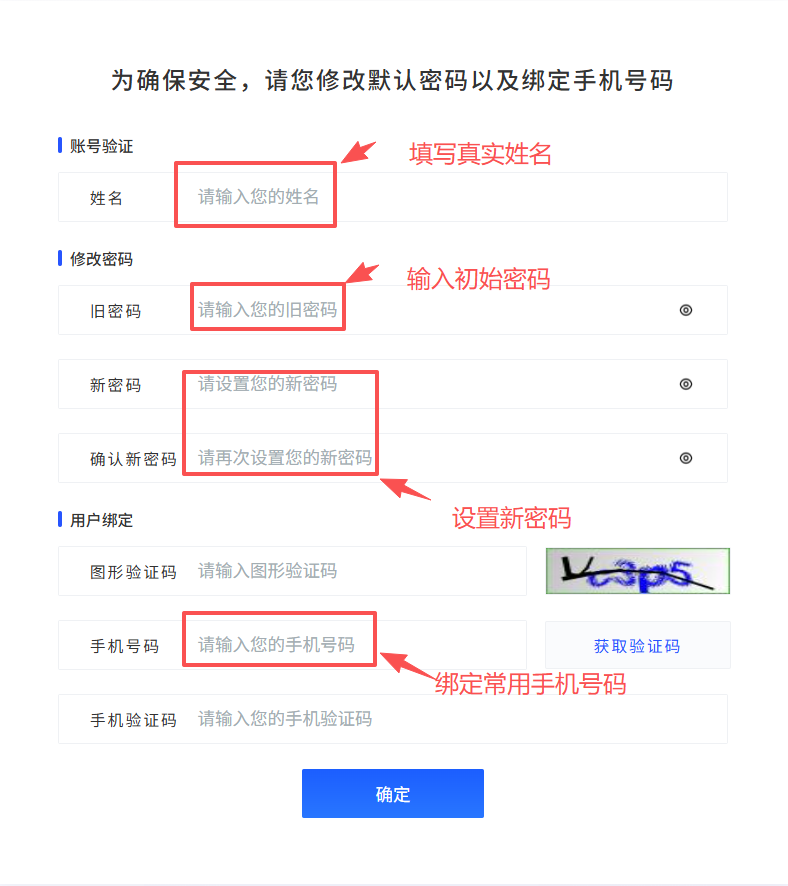 为确保安全，请您修改默认密码以及绑定手机号码
账号验证
填写真实姓名
姓名 请输入您的姓名
修改密码
输入初始密码
旧密码 请输入您的旧密码
新密码 请设置您的新密码
确认新密码 请再次设置您的新密码
设置新密码
用户绑定
图形验证码 请输入图形验证码
手机号码 请输入您的手机号码 获取验证码
绑定常用手机号码
手机验证码 请输入您的手机验证码
确定